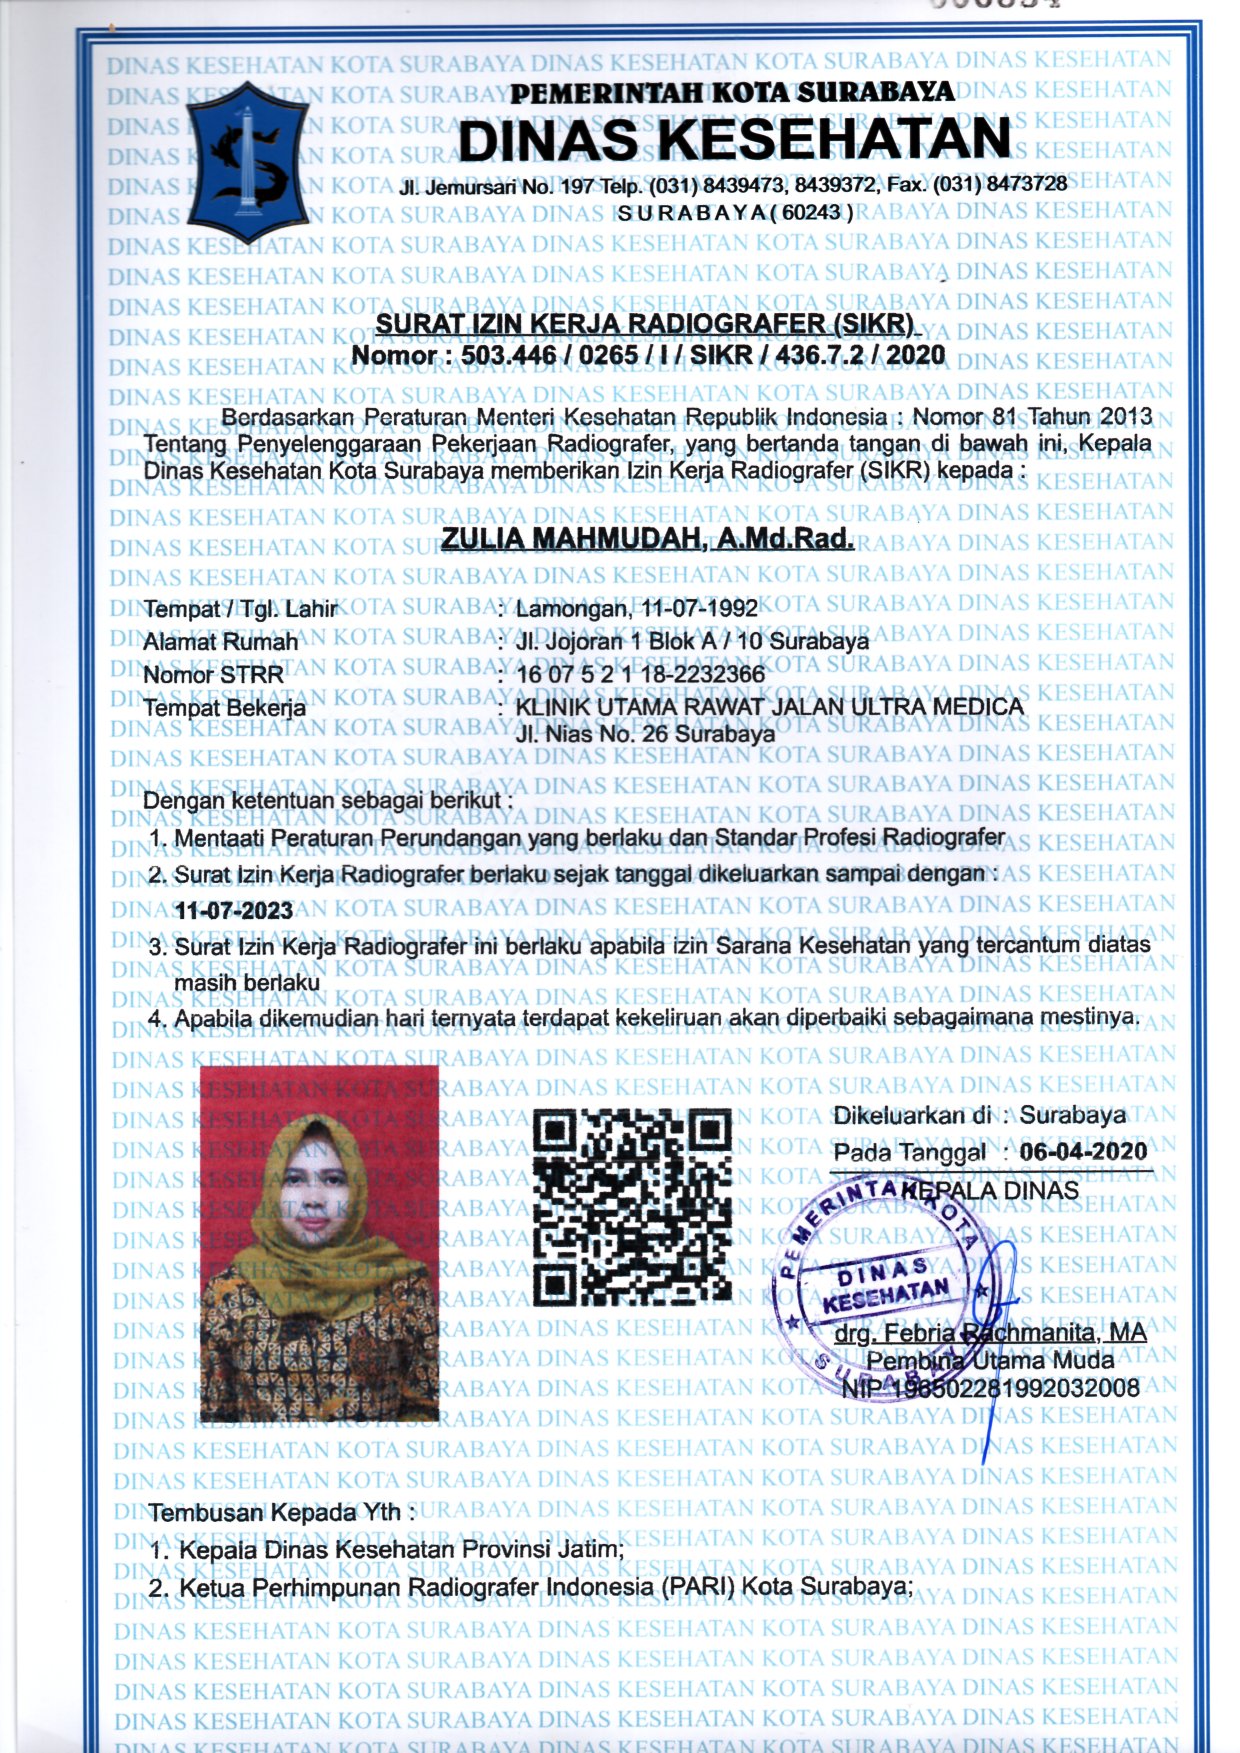 PEMERINTAH KOTA SURABAYA
DINAS KESEHATAN
Jl. Jemursari No. 197 Telp. (031) 8439473, 8439372, Fax. (031) 8473728
S U R A B A Y A ( 60243 )
SURAT IZIN KERJA RADIOGRAFER (SIKR)
Nomor : 503.446 / 0265 / I / SIKR / 436.7.2 / 2020
Berdasarkan Peraturan Menteri Kesehatan Republik Indonesia : Nomor 81 Tahun 2013
Tentang Penyelenggaraan Pekerjaan Radiografer, yang bertanda tangan di bawah ini, Kepala
Dinas Kesehatan Kota Surabaya memberikan Izin Kerja Radiografer (SIKR) kepada :
ZULIA MAHMUDAH, A.Md.Rad.
Tempat / Tgl. Lahir : Lamongan, 11-07-1992
Alamat Rumah : Jl. Jojoran 1 Blok A / 10 Surabaya
Nomor STRR : 16 07 5 2 1 18-2232366
Tempat Bekerja : KLINIK UTAMA RAWAT JALAN ULTRA MEDICA
Jl. Nias No. 26 Surabaya
Dengan ketentuan sebagai berikut :
1. Mentaati Peraturan Perundangan yang berlaku dan Standar Profesi Radiografer
2. Surat Izin Kerja Radiografer berlaku sejak tanggal dikeluarkan sampai dengan :
11-07-2023
3. Surat Izin Kerja Radiografer ini berlaku apabila izin Sarana Kesehatan yang tercantum diatas
masih berlaku
4. Apabila dikemudian hari ternyata terdapat kekeliruan akan diperbaiki sebagaimana mestinya.
Dikeluarkan di : Surabaya
Pada Tanggal : 06-04-2020
KEPALA DINAS
PEMERINTAH KOTA
DINAS
KESEHATAN
SURABAYA
drg. Febria Rachmanita, MA
Pembina Utama Muda
NIP 196502281992032008
Tembusan Kepada Yth :
1. Kepala Dinas Kesehatan Provinsi Jatim;
2. Ketua Perhimpunan Radiografer Indonesia (PARI) Kota Surabaya;